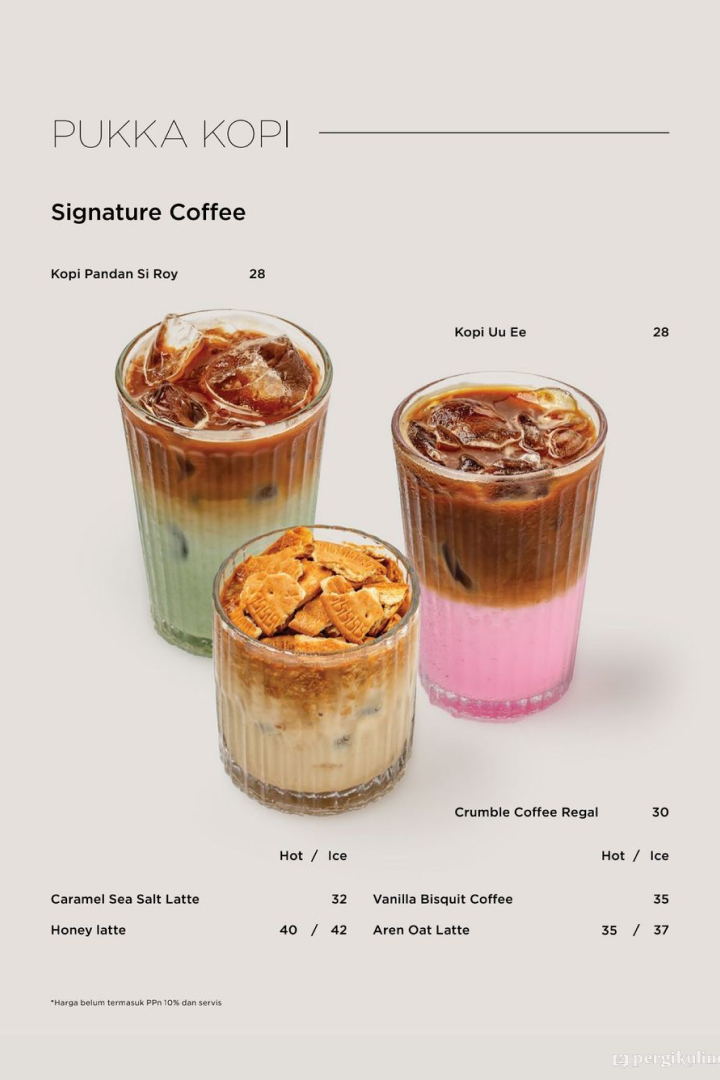 PUKKA KOPI
Signature Coffee
Kopi Pandan Si Roy 28
Kopi Uu Ee 28
Crumble Coffee Regal 30
Hot / Ice
Caramel Sea Salt Latte 32
Honey latte 40 / 42
Hot / Ice
Vanilla Bisquit Coffee 35
Aren Oat Latte 35 / 37
*Harga belum termasuk PPn 10% dan servis
pergikulin